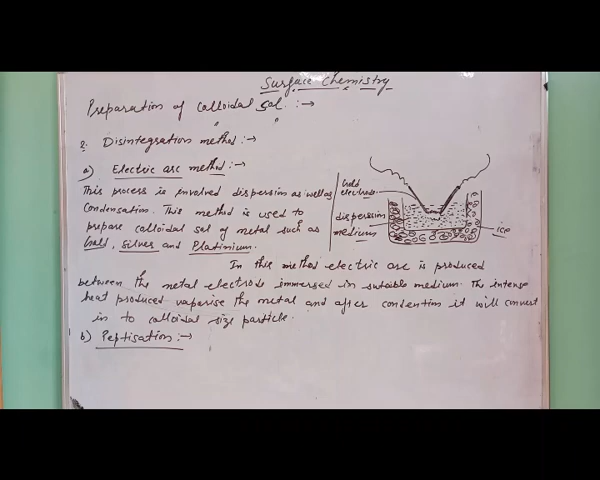 Surface Chemistry
Preparation of colloidal sol :→
2. Disintegration method :→
a) Electric arc method :→
This process is involved dispersion as well as
Condensation. This method is used to
prepare colloidal sol of metal such as
Gold, Silver and Platinium.
Gold
electrode
dispersion
medium
ice
In this method electric arc is produced
between the metal electrode immersed in suitable medium. The intense
heat produced vaporise the metal and after it will convert
in to colloidal size particle.
b) Peptisation :→